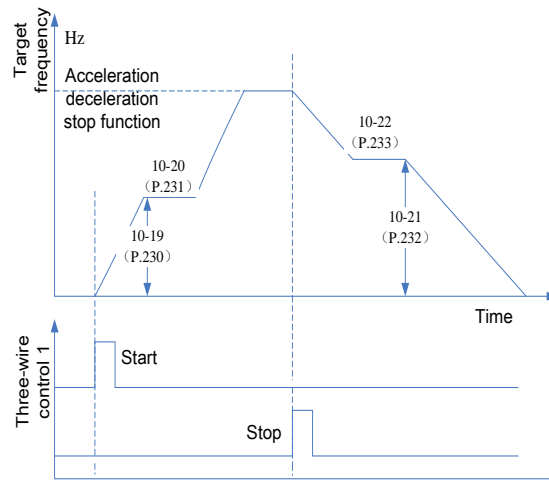 Target
frequency
Hz
Acceleration
deceleration
stop function
10-20
（P.231）
10-19
（P.230）
10-22
（P.233）
10-21
（P.232）
Time
Three-wire
control 1
Start
Stop